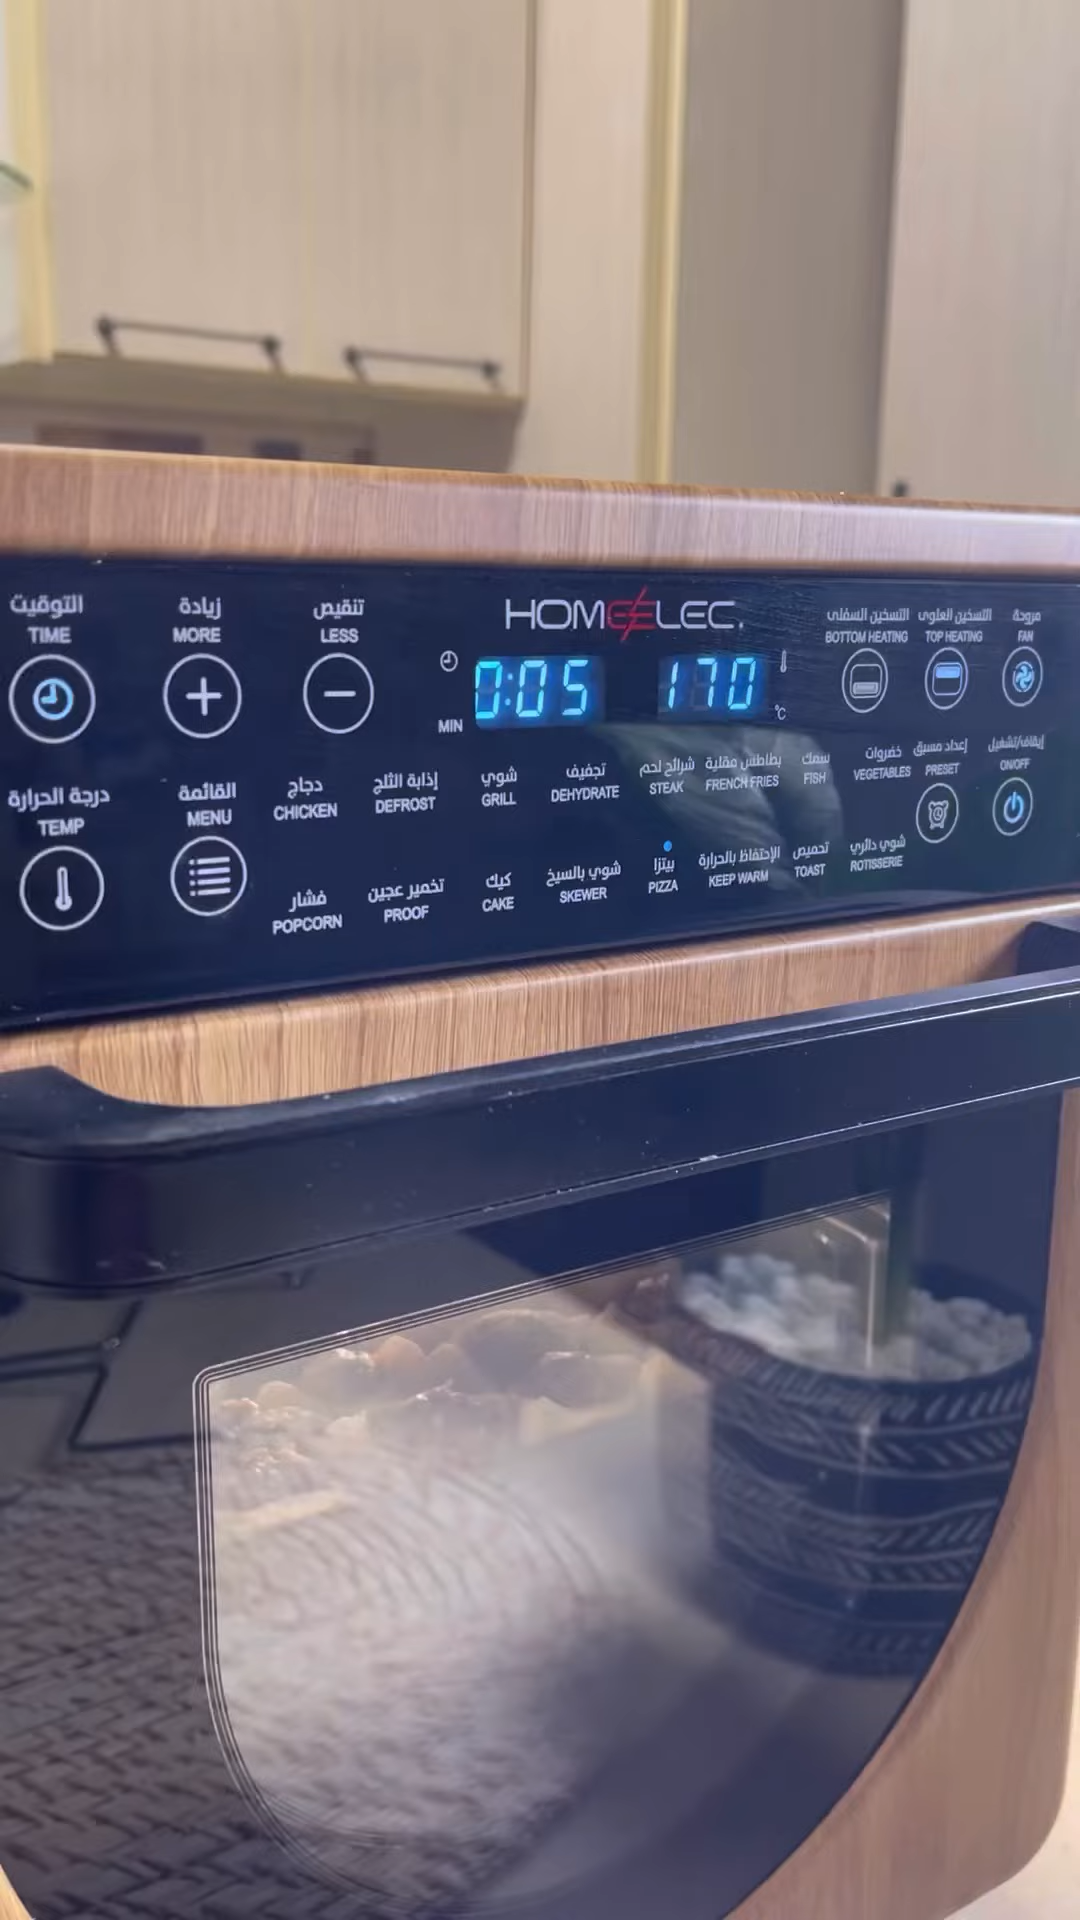 التوقيت
TIME
زيادة
MORE
تنقيص
LESS
HOMEELEC.
MIN
0:05
170
°C
التسخين السفلي
BOTTOM HEATING
التسخين العلوي
TOP HEATING
مروحة
FAN
درجة الحرارة
TEMP
القائمة
MENU
دجاج
CHICKEN
إذابة الثلج
DEFROST
شوي
GRILL
تجفيف
DEHYDRATE
شرائح لحم
STEAK
بطاطس مقلية
FRENCH FRIES
سمك
FISH
خضروات
VEGETABLES
إعداد مسبق
PRESET
إيقاف/تشغيل
ON/OFF
فشار
POPCORN
تخمير عجين
PROOF
كيك
CAKE
شوي بالسيخ
SKEWER
بيتزا
PIZZA
الإحتفاظ بالحرارة
KEEP WARM
تحميص
TOAST
شوي دائري
ROTISSERIE